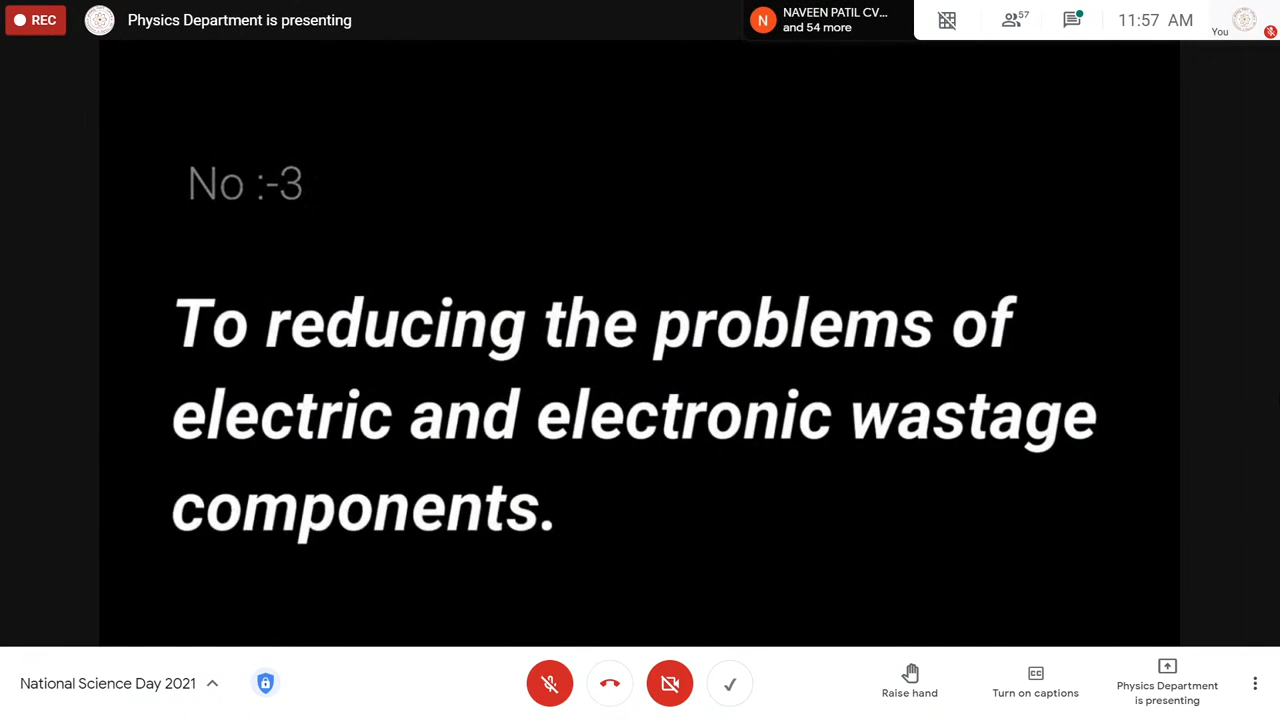 REC
Physics Department is presenting
N
NAVEEN PATIL CV...
and 54 more
57
11:57 AM
You
No :-3
To reducing the problems of
electric and electronic wastage
components.
National Science Day 2021
Raise hand
CC
Turn on captions
Physics Department
is presenting